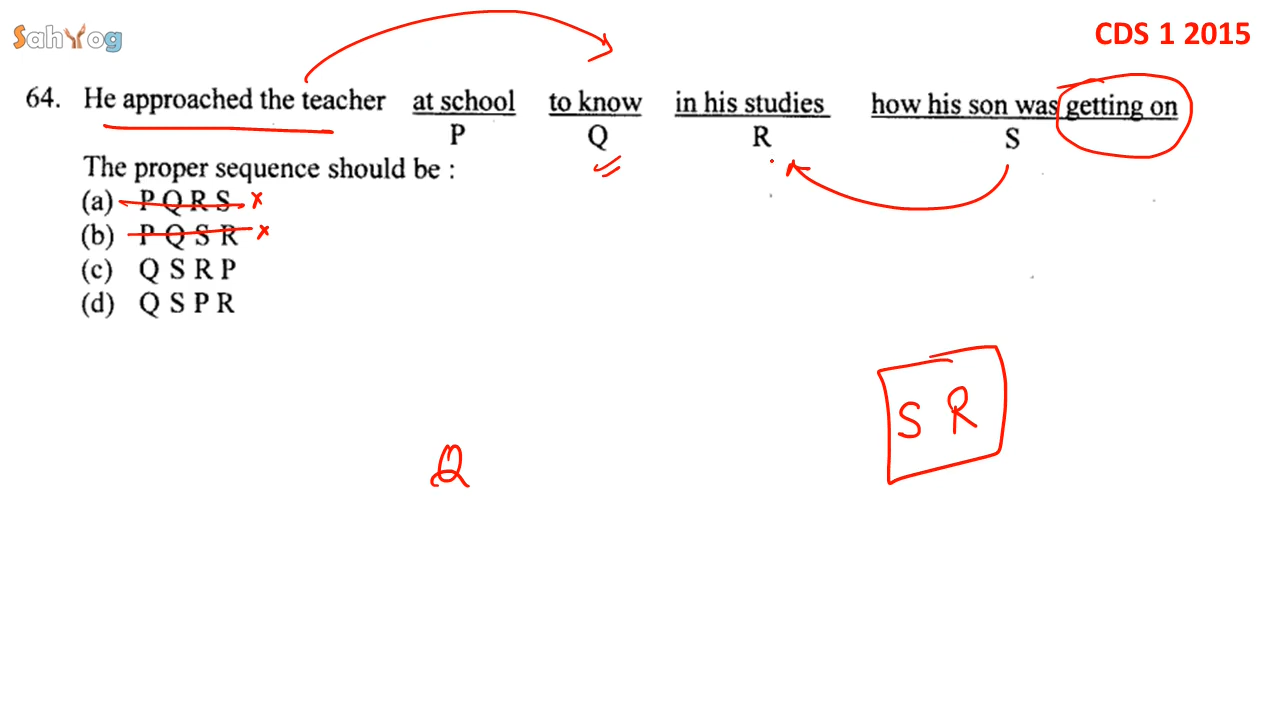 SahYog
CDS 1 2015
64. He approached the teacher at school to know in his studies how his son was getting on
P Q R S
The proper sequence should be :
(a) P Q R S x
(b) P Q S R x
(c) Q S R P
(d) Q S P R
S R
Q